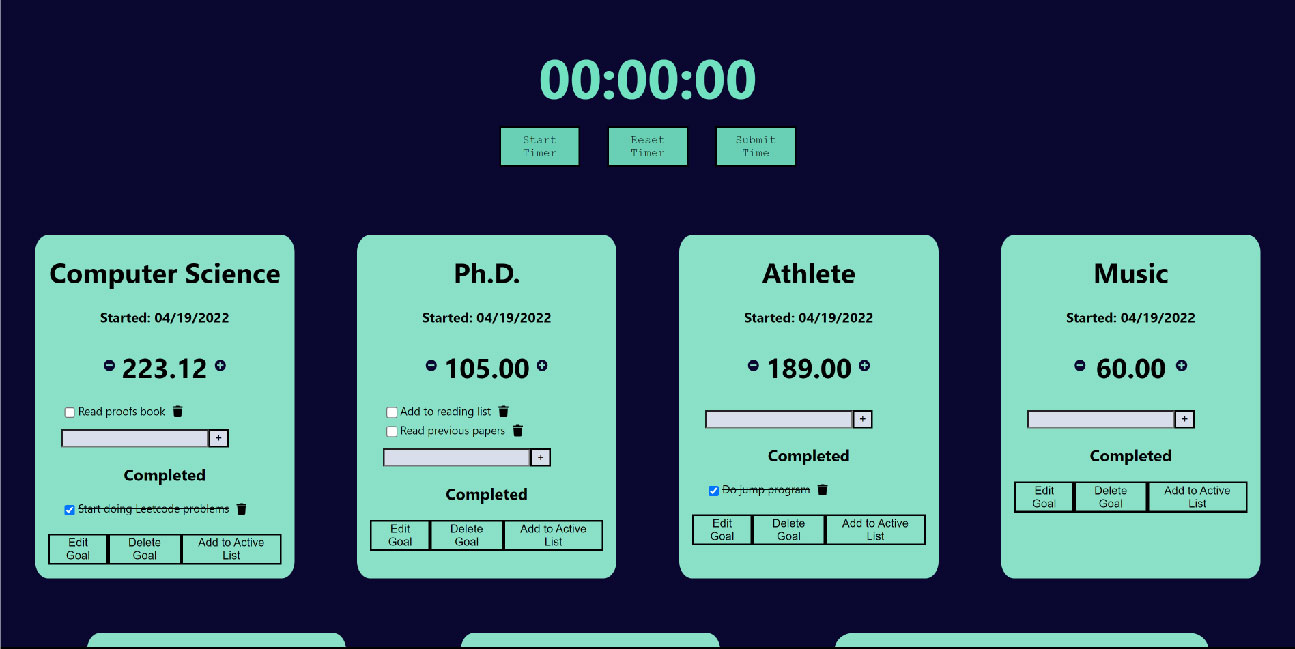 00:00:00
Start
Timer
Reset
Timer
Submit
Time
Computer Science
Started: 04/19/2022
223.12
Read proofs book
+
Completed
Start doing Leetcode problems
Edit
Goal
Delete
Goal
Add to Active
List
Ph.D.
Started: 04/19/2022
105.00
Add to reading list
Read previous papers
+
Completed
Edit
Goal
Delete
Goal
Add to Active
List
Athlete
Started: 04/19/2022
189.00
+
Completed
Do jump program
Edit
Goal
Delete
Goal
Add to Active
List
Music
Started: 04/19/2022
60.00
+
Completed
Edit
Goal
Delete
Goal
Add to Active
List